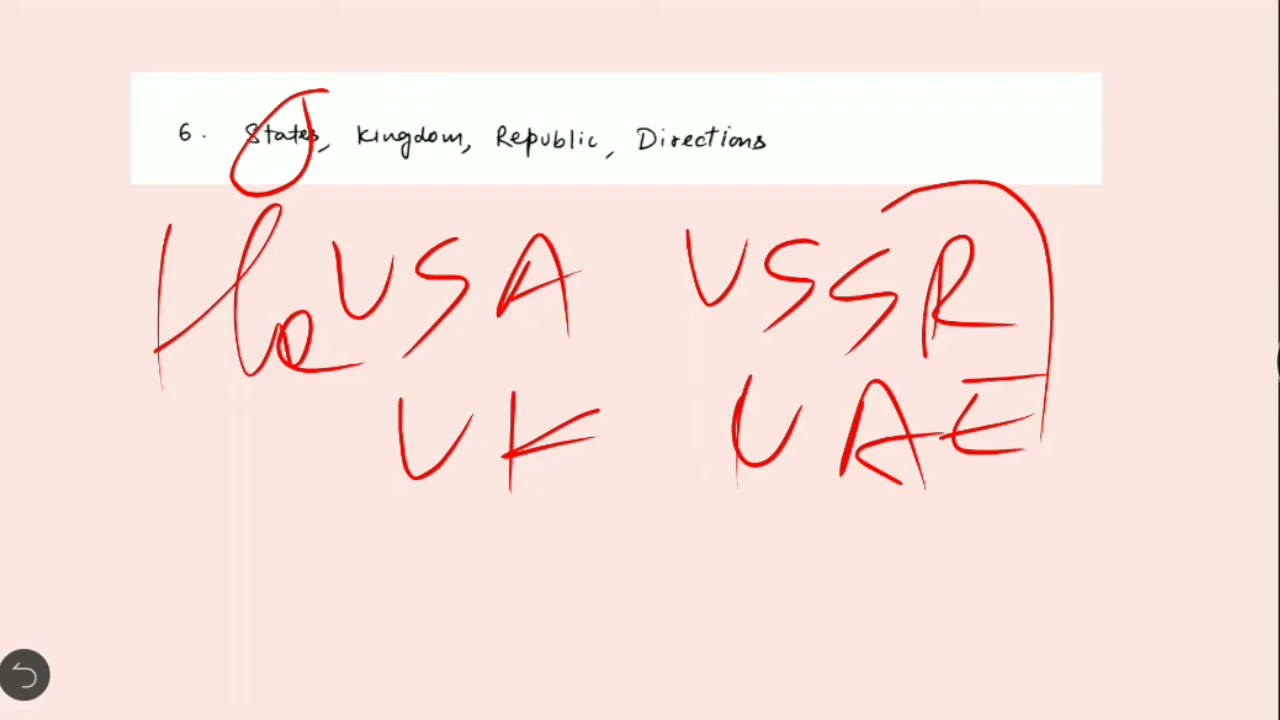 6. States, Kingdom, Republic, Directions
The USA USSR
UK UAE